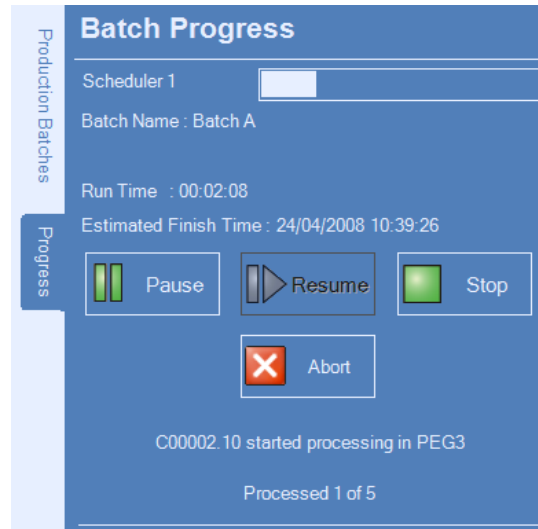 Production Batches
Progress
Batch Progress
Scheduler 1
Batch Name : Batch A
Run Time : 00:02:08
Estimated Finish Time : 24/04/2008 10:39:26
Pause
Resume
Stop
Abort
C00002.10 started processing in PEG3
Processed 1 of 5